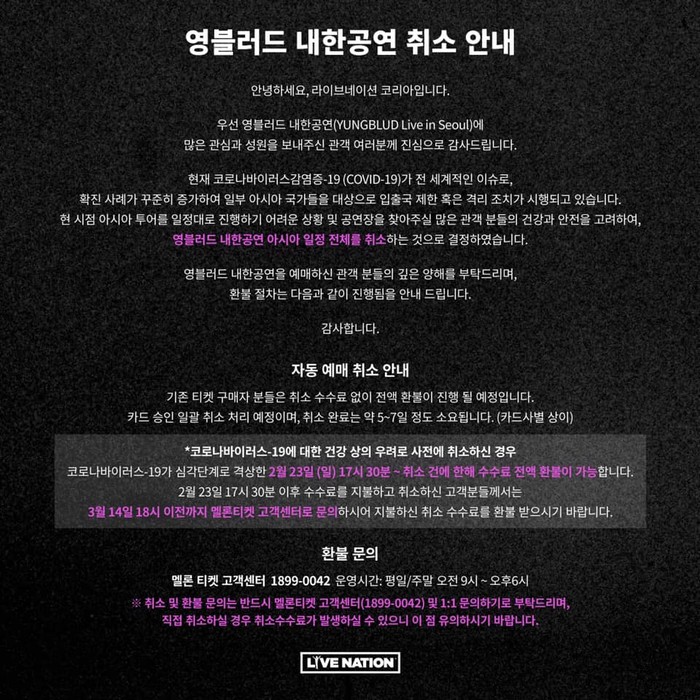 영블러드 내한공연 취소 안내
안녕하세요, 라이브네이션 코리아입니다.
우선 영블러드 내한공연(YUNGBLUD Live in Seoul)에
많은 관심과 성원을 보내주신 관객 여러분께 진심으로 감사드립니다.
현재 코로나바이러스감염증-19 (COVID-19)가 전 세계적인 이슈로,
확진 사례가 꾸준히 증가하여 일부 아시아 국가들을 대상으로 입출국 제한 혹은 격리 조치가 시행되고 있습니다.
현 시점 아시아 투어를 일정대로 진행하기 어려운 상황 및 공연장을 찾아주실 많은 관객 분들의 건강과 안전을 고려하여,
영블러드 내한공연 아시아 일정 전체를 취소하는 것으로 결정하였습니다.
영블러드 내한공연을 예매하신 관객 분들의 깊은 양해를 부탁드리며,
환불 절차는 다음과 같이 진행됨을 안내 드립니다.
감사합니다.
자동 예매 취소 안내
기존 티켓 구매자 분들은 취소 수수료 없이 전액 환불이 진행 될 예정입니다.
카드 승인 일괄 취소 처리 예정이며, 취소 완료는 약 5~7일 정도 소요됩니다. (카드사별 상이)
*코로나바이러스-19에 대한 건강 상의 우려로 사전에 취소하신 경우
코로나바이러스-19가 심각단계로 격상한 2월 23일 (일) 17시 30분 ~ 취소 건에 한해 수수료 전액 환불이 가능합니다.
2월 23일 17시 30분 이후 수수료를 지불하고 취소하신 고객분들께서는
3월 14일 18시 이전까지 멜론티켓 고객센터로 문의하시어 지불하신 취소 수수료를 환불 받으시기 바랍니다.
환불 문의
멜론 티켓 고객센터 1899-0042 운영시간: 평일/주말 오전 9시 ~ 오후6시
※ 취소 및 환불 문의는 반드시 멜론티켓 고객센터(1899-0042) 및 1:1 문의하기로 부탁드리며,
직접 취소하실 경우 취소수수료가 발생하실 수 있으니 이 점 유의하시기 바랍니다.
LIVE NATION